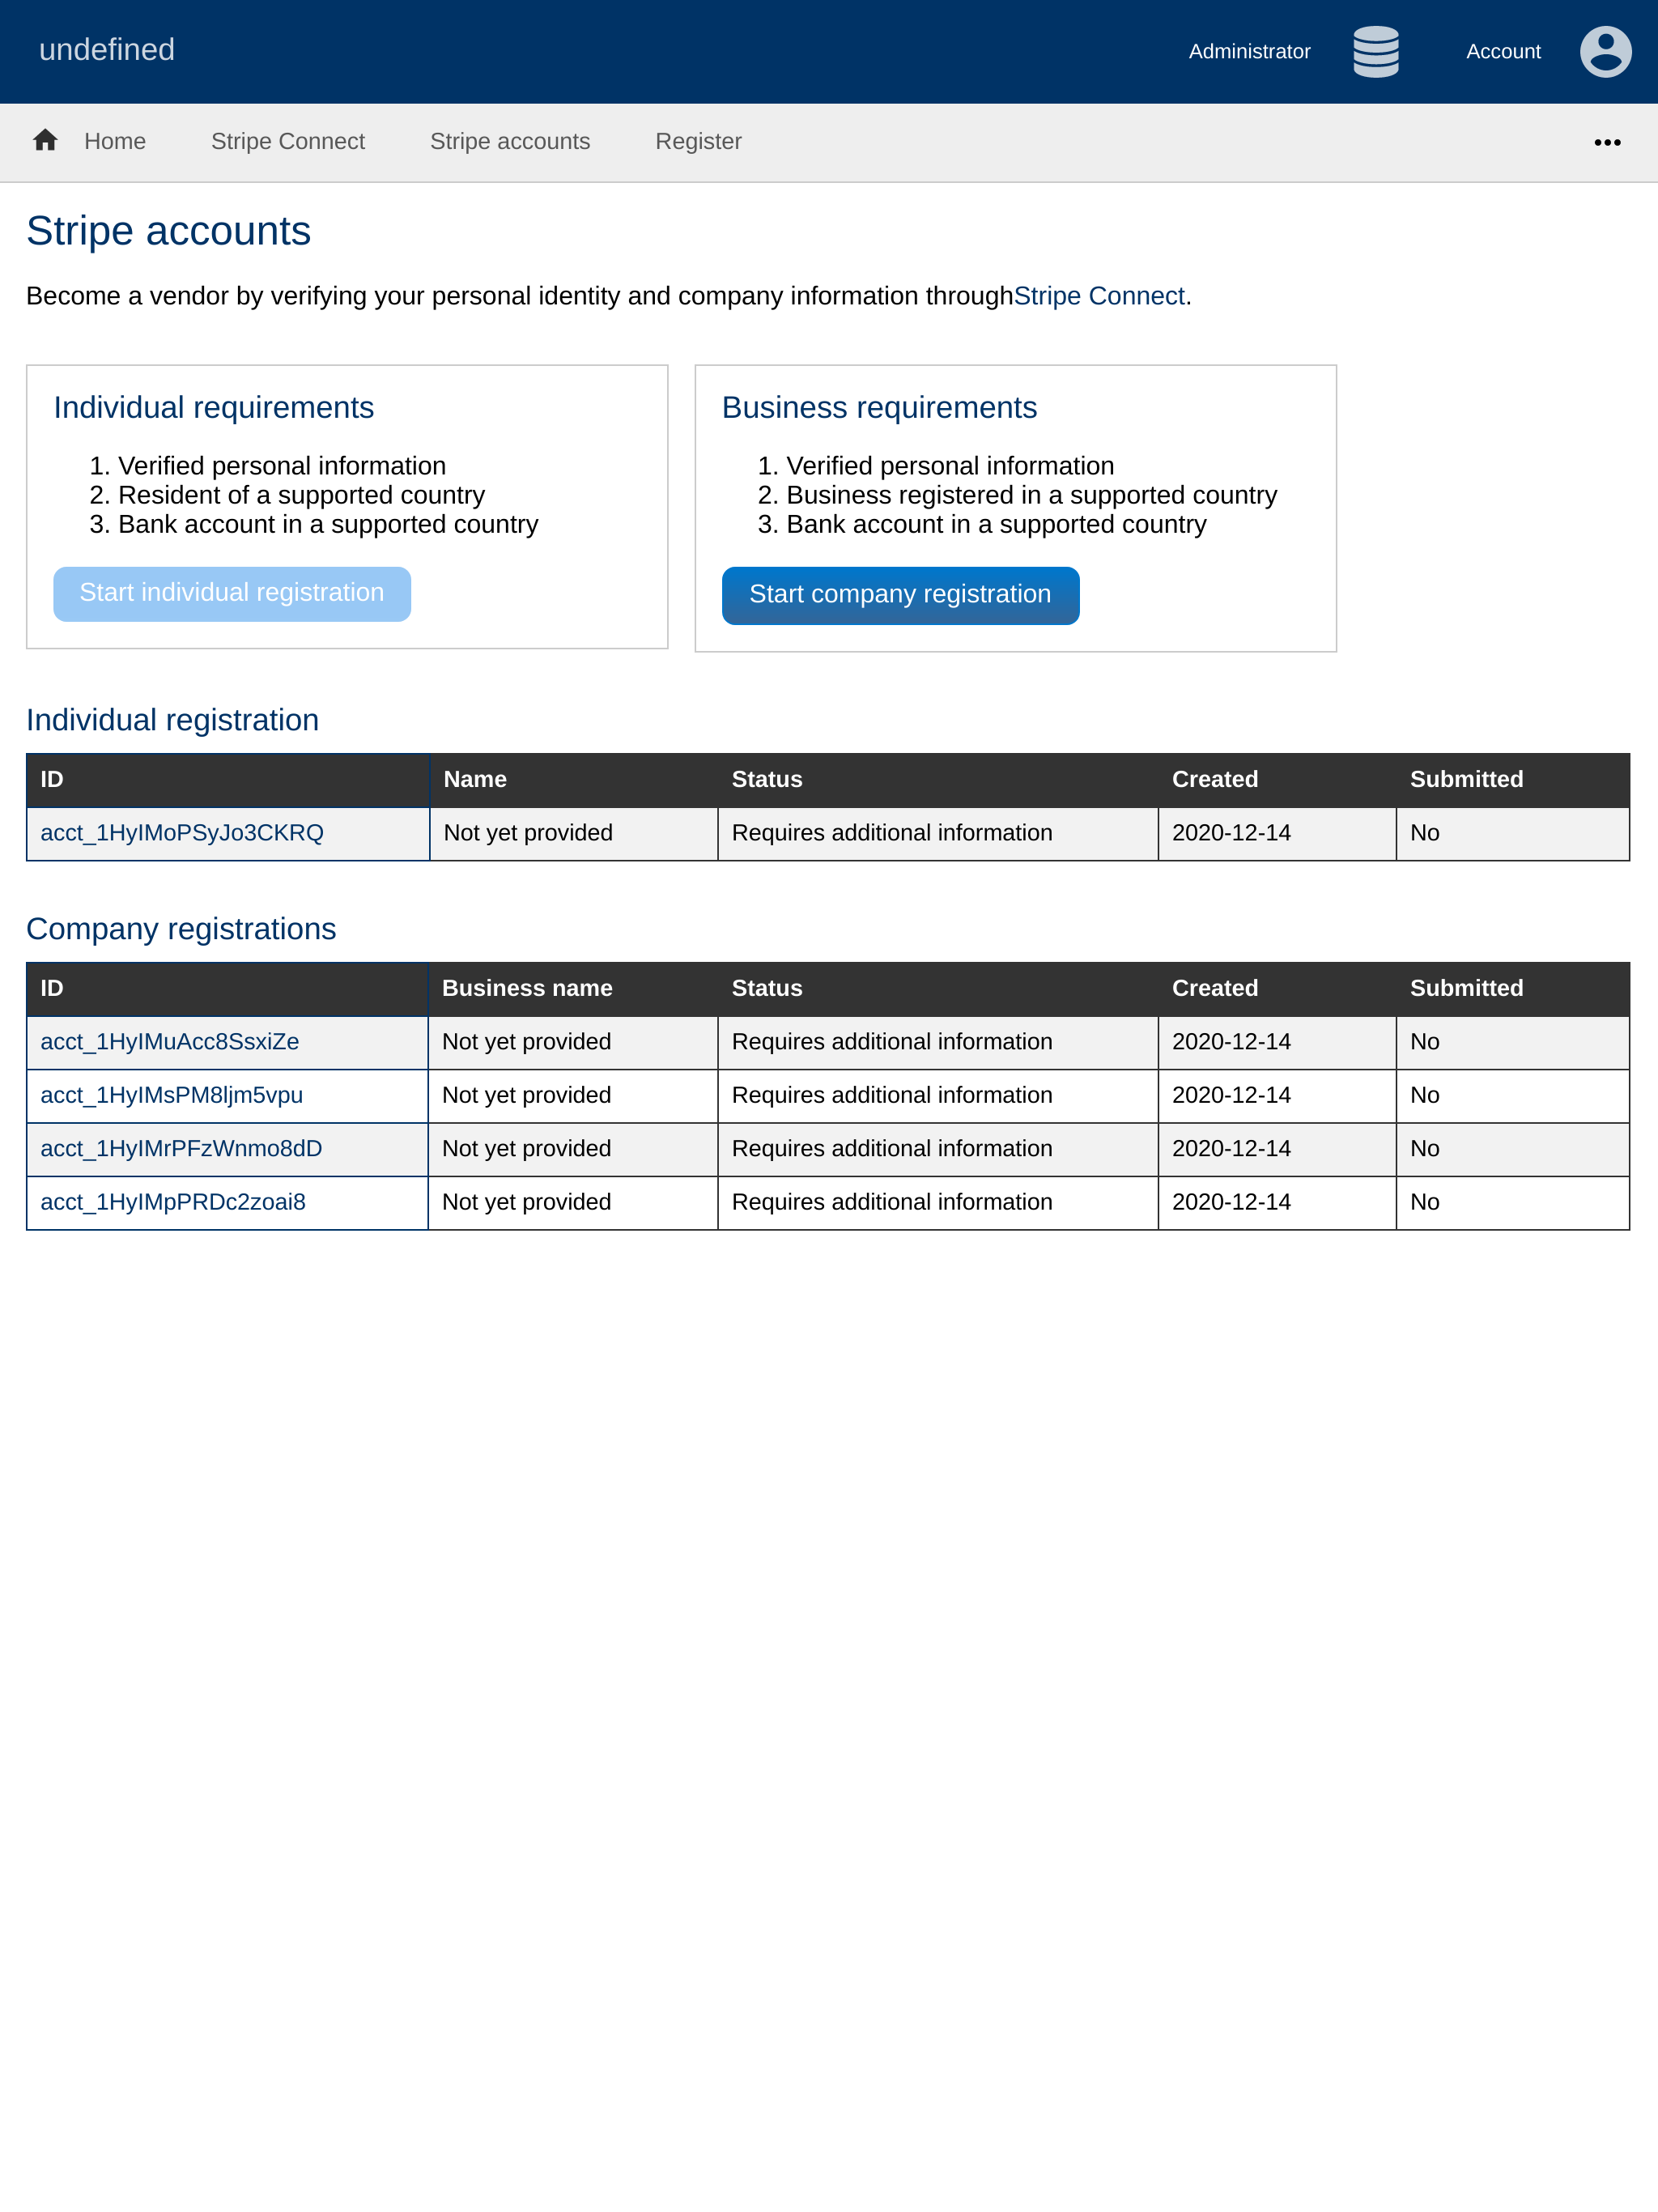 undefined
Administrator
Account
Home
Stripe Connect
Stripe accounts
Register
Stripe accounts
Become a vendor by verifying your personal identity and company information throughStripe Connect.
Individual requirements
1. Verified personal information
2. Resident of a supported country
3. Bank account in a supported country
Start individual registration
Business requirements
1. Verified personal information
2. Business registered in a supported country
3. Bank account in a supported country
Start company registration
Individual registration
ID Name Status Created Submitted
acct_1HyIMoPSyJo3CKRQ Not yet provided Requires additional information 2020-12-14 No
Company registrations
ID Business name Status Created Submitted
acct_1HyIMuAcc8SsxiZe Not yet provided Requires additional information 2020-12-14 No
acct_1HyIMsPM8ljm5vpu Not yet provided Requires additional information 2020-12-14 No
acct_1HyIMrPFzWnmo8dD Not yet provided Requires additional information 2020-12-14 No
acct_1HyIMpPRDc2zoai8 Not yet provided Requires additional information 2020-12-14 No